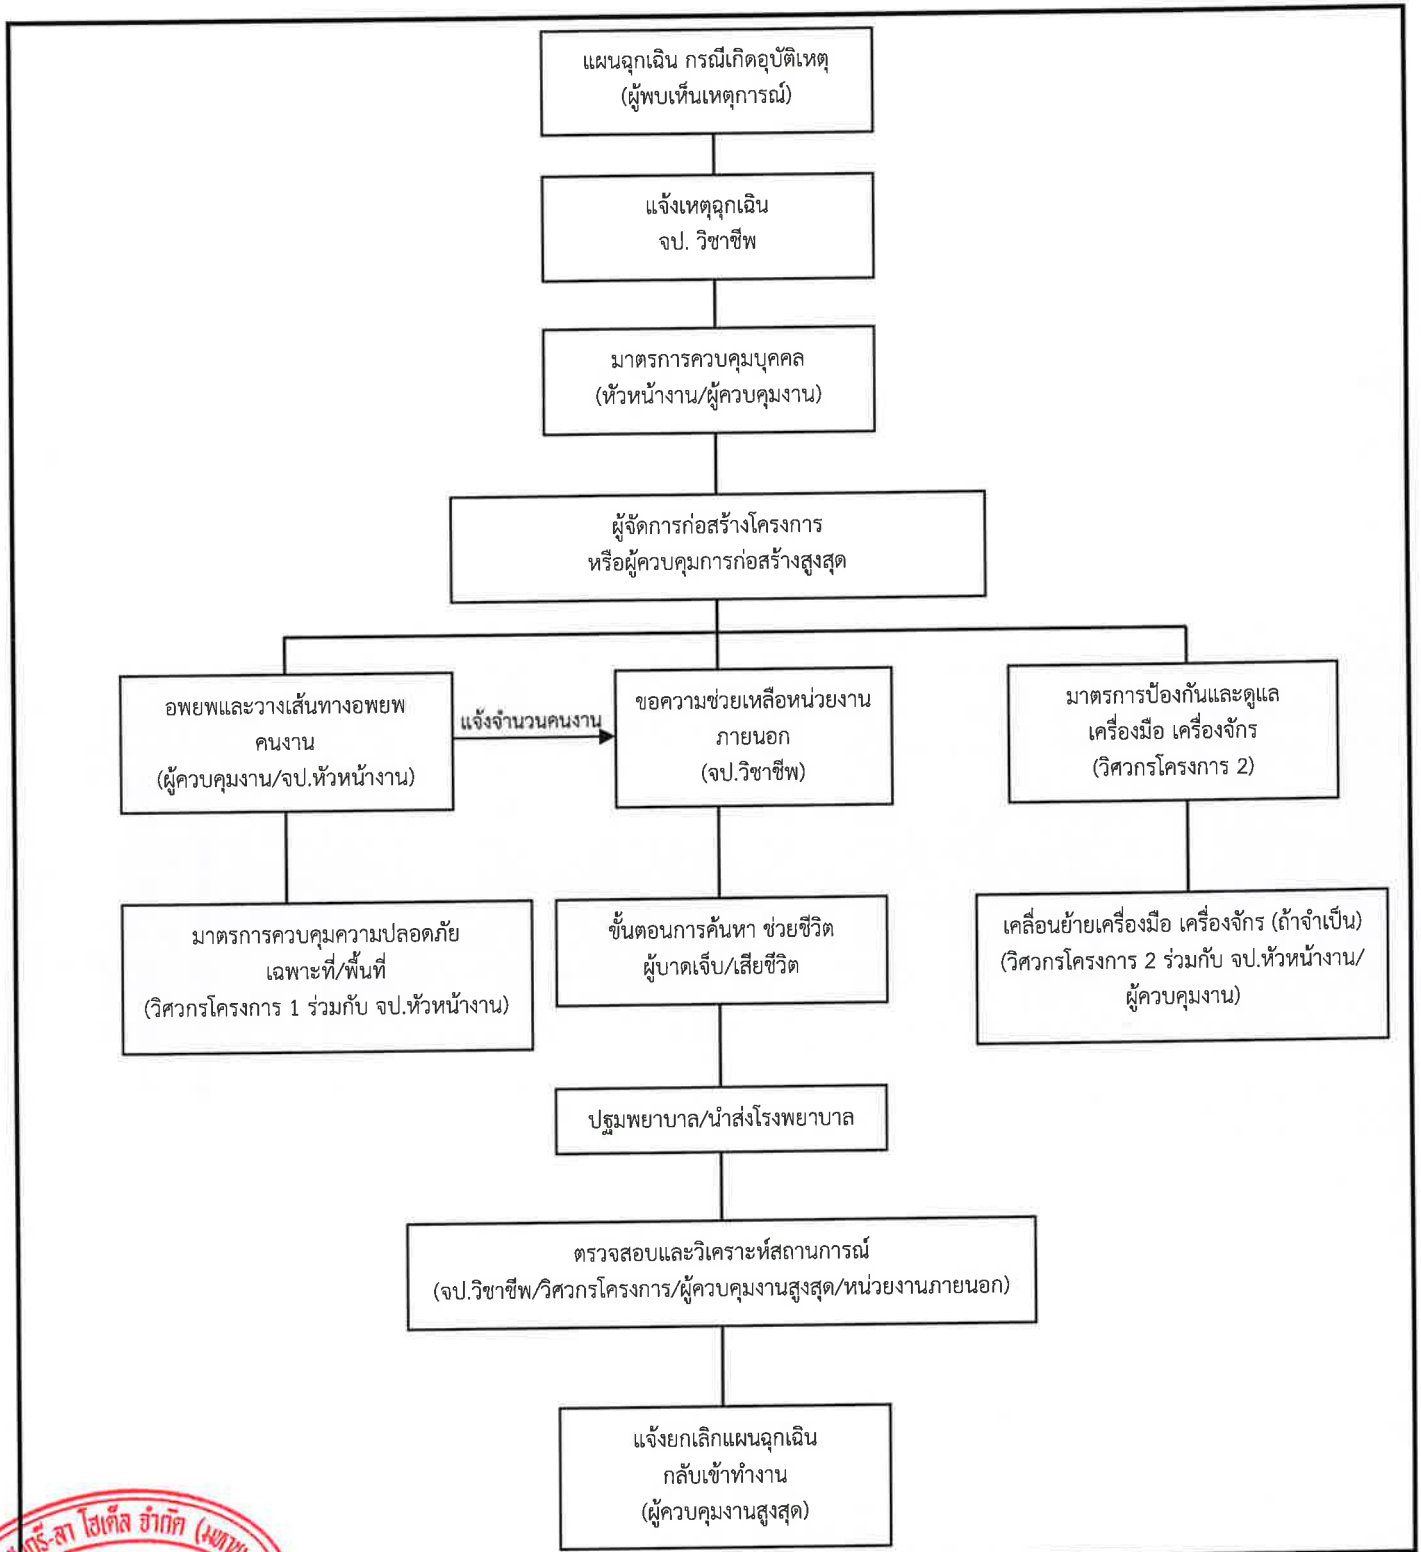 แผนฉุกเฉิน กรณีเกิดอุบัติเหตุ
(ผู้พบเห็นเหตุการณ์)
แจ้งเหตุฉุกเฉิน
จป. วิชาชีพ
มาตรการควบคุมบุคคล
(หัวหน้างาน/ผู้ควบคุมงาน)
ผู้จัดการก่อสร้างโครงการ
หรือผู้ควบคุมการก่อสร้างสูงสุด
อพยพและวางเส้นทางอพยพ
คนงาน
(ผู้ควบคุมงาน/จป.หัวหน้างาน)
แจ้งจำนวนคนงาน
ขอความช่วยเหลือหน่วยงาน
ภายนอก
(จป.วิชาชีพ)
มาตรการป้องกันและดูแล
เครื่องมือ เครื่องจักร
(วิศวกรโครงการ 2)
มาตรการควบคุมความปลอดภัย
เฉพาะที่/พื้นที่
(วิศวกรโครงการ 1 ร่วมกับ จป.หัวหน้างาน)
ขั้นตอนการค้นหา ช่วยชีวิต
ผู้บาดเจ็บ/เสียชีวิต
เคลื่อนย้ายเครื่องมือ เครื่องจักร (ถ้าจำเป็น)
(วิศวกรโครงการ 2 ร่วมกับ จป.หัวหน้างาน/
ผู้ควบคุมงาน)
ปฐมพยาบาล/นำส่งโรงพยาบาล
ตรวจสอบและวิเคราะห์สถานการณ์
(จป.วิชาชีพ/วิศวกรโครงการ/ผู้ควบคุมงานสูงสุด/หน่วยงานภายนอก)
แจ้งยกเลิกแผนฉุกเฉิน
กลับเข้าทำงาน
(ผู้ควบคุมงานสูงสุด)
กรี-ลา โฮเต็ล จำกัด